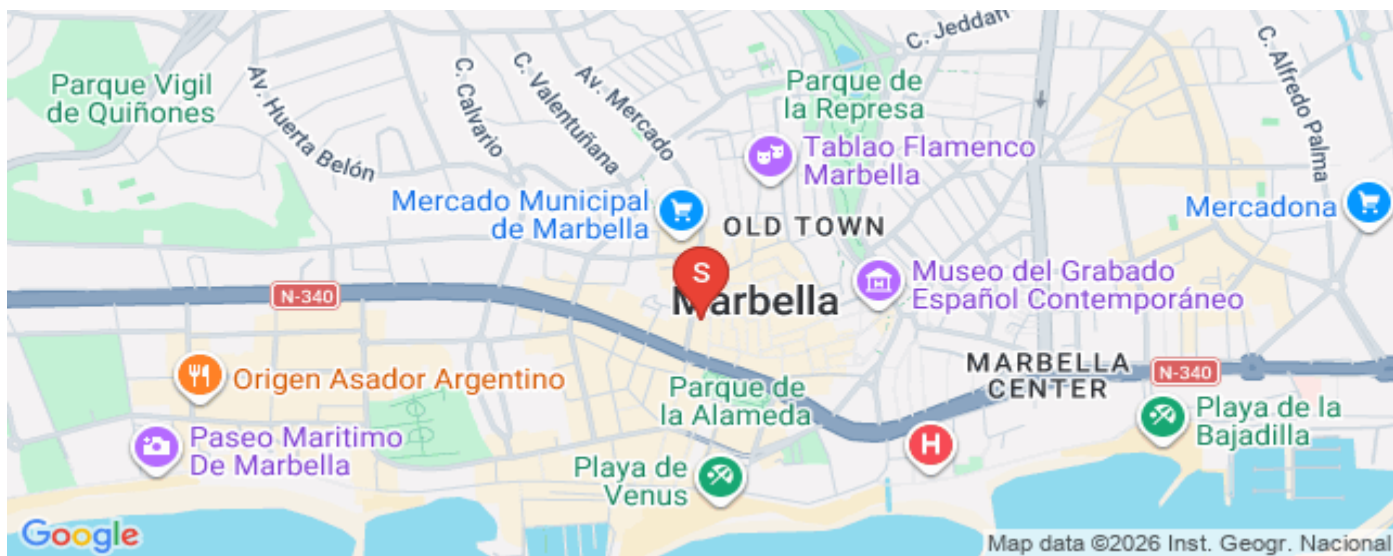 C. Jeddah
Parque Vigil
de Quiñones
Av. Huerta Belón
C. Calvario
C. Valentuñana
Av. Mercado
Parque de
la Represa
C. Alfredo Palma
Tablao Flamenco
Marbella
Mercado Municipal
de Marbella
OLD TOWN
Mercadona
S
Marbella
Museo del Grabado
Español Contemporáneo
N-340
MARBELLA
CENTER
N-340
Origen Asador Argentino
Parque de
la Alameda
Playa de la
Bajadilla
Paseo Maritimo
De Marbella
H
Playa de
Venus
Google
Map data ©2026 Inst. Geogr. Nacional